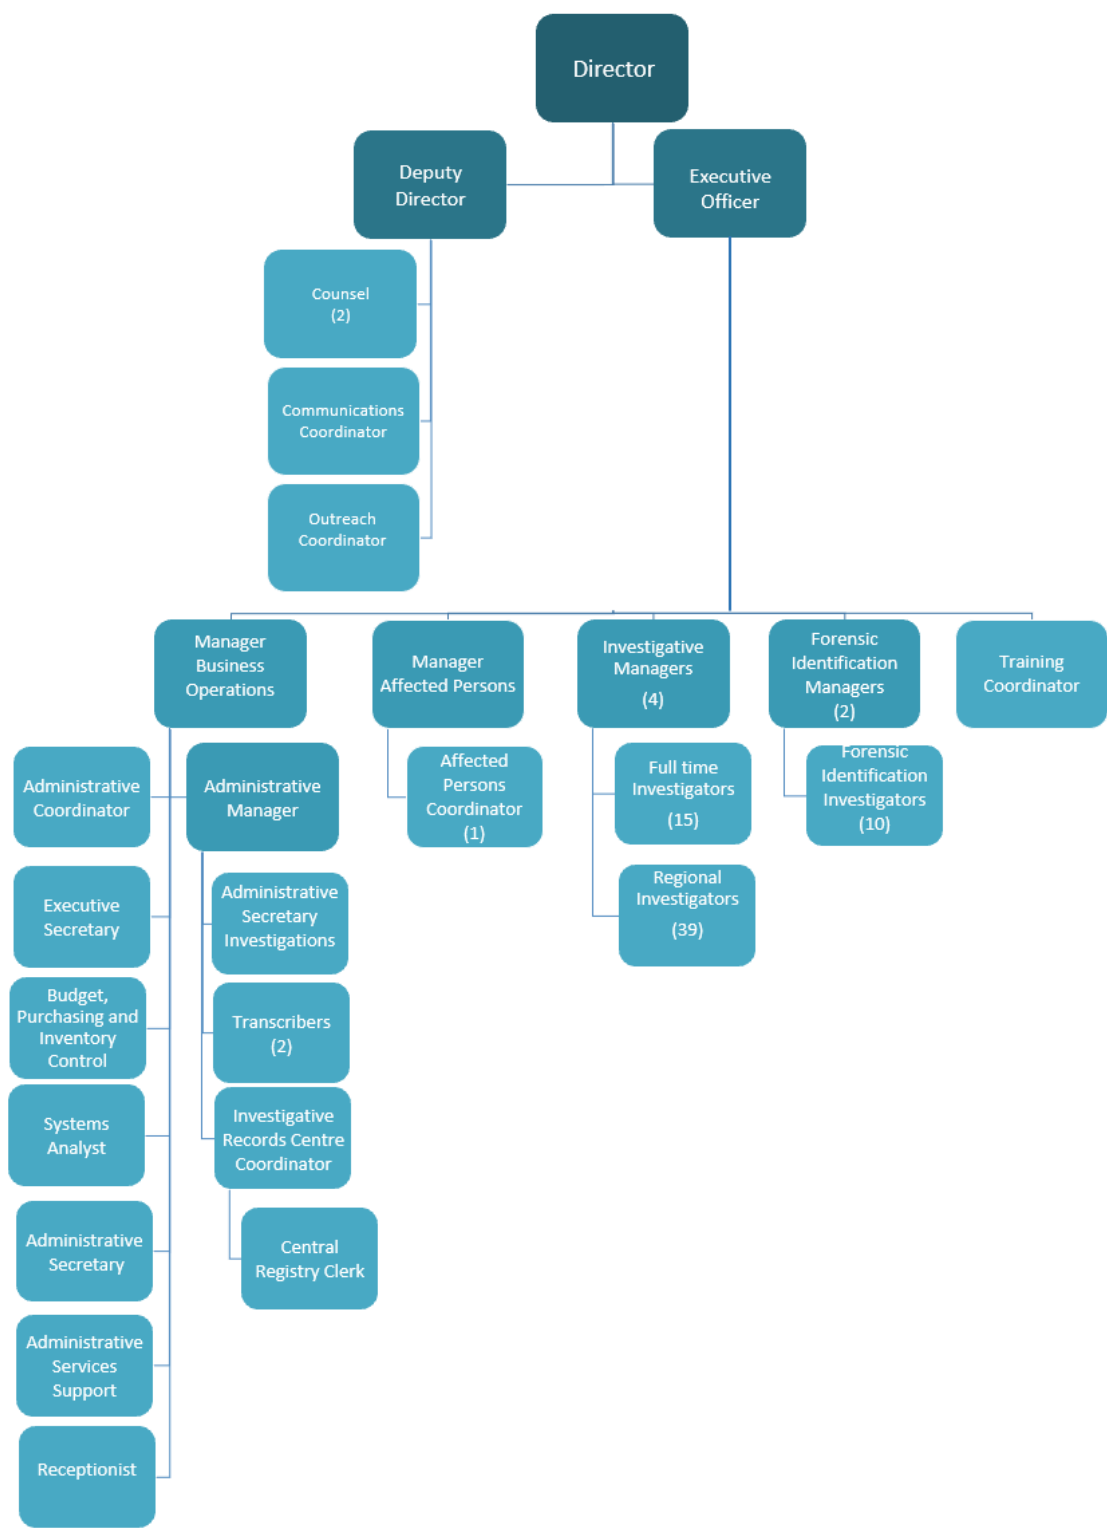 Director
Deputy
Director
Executive
Officer
Counsel
(2)
Communications
Coordinator
Outreach
Coordinator
Manager
Business
Operations
Manager
Affected Persons
Investigative
Managers
(4)
Forensic
Identification
Managers
(2)
Training
Coordinator
Administrative
Coordinator
Administrative
Manager
Affected
Persons
Coordinator
(1)
Full time
Investigators
(15)
Forensic
Identification
Investigators
(10)
Executive
Secretary
Administrative
Secretary
Investigations
Regional
Investigators
(39)
Budget,
Purchasing and
Inventory
Control
Transcribers
(2)
Systems
Analyst
Investigative
Records Centre
Coordinator
Administrative
Secretary
Central
Registry Clerk
Administrative
Services
Support
Receptionist